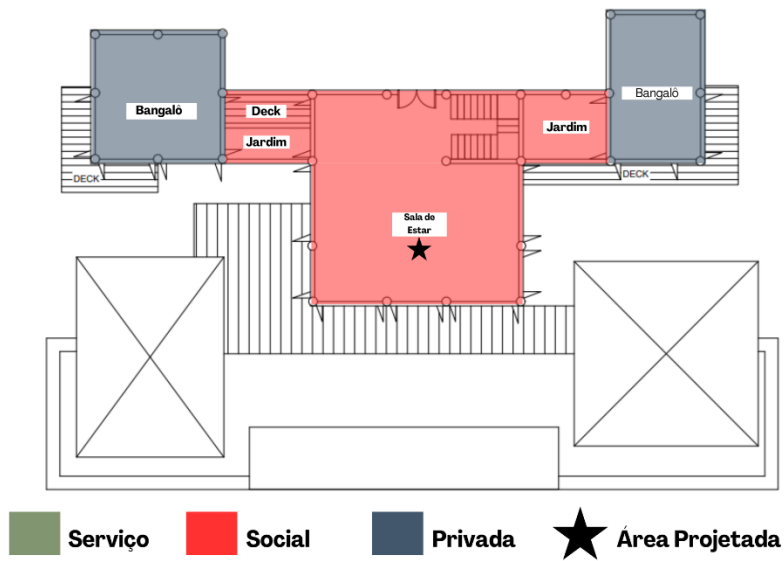 Bangalô
Bangalô
Deck
Jardim
Jardim
DECK
DECK
Sala de
Estar
Serviço
Social
Privada
Área Projetada